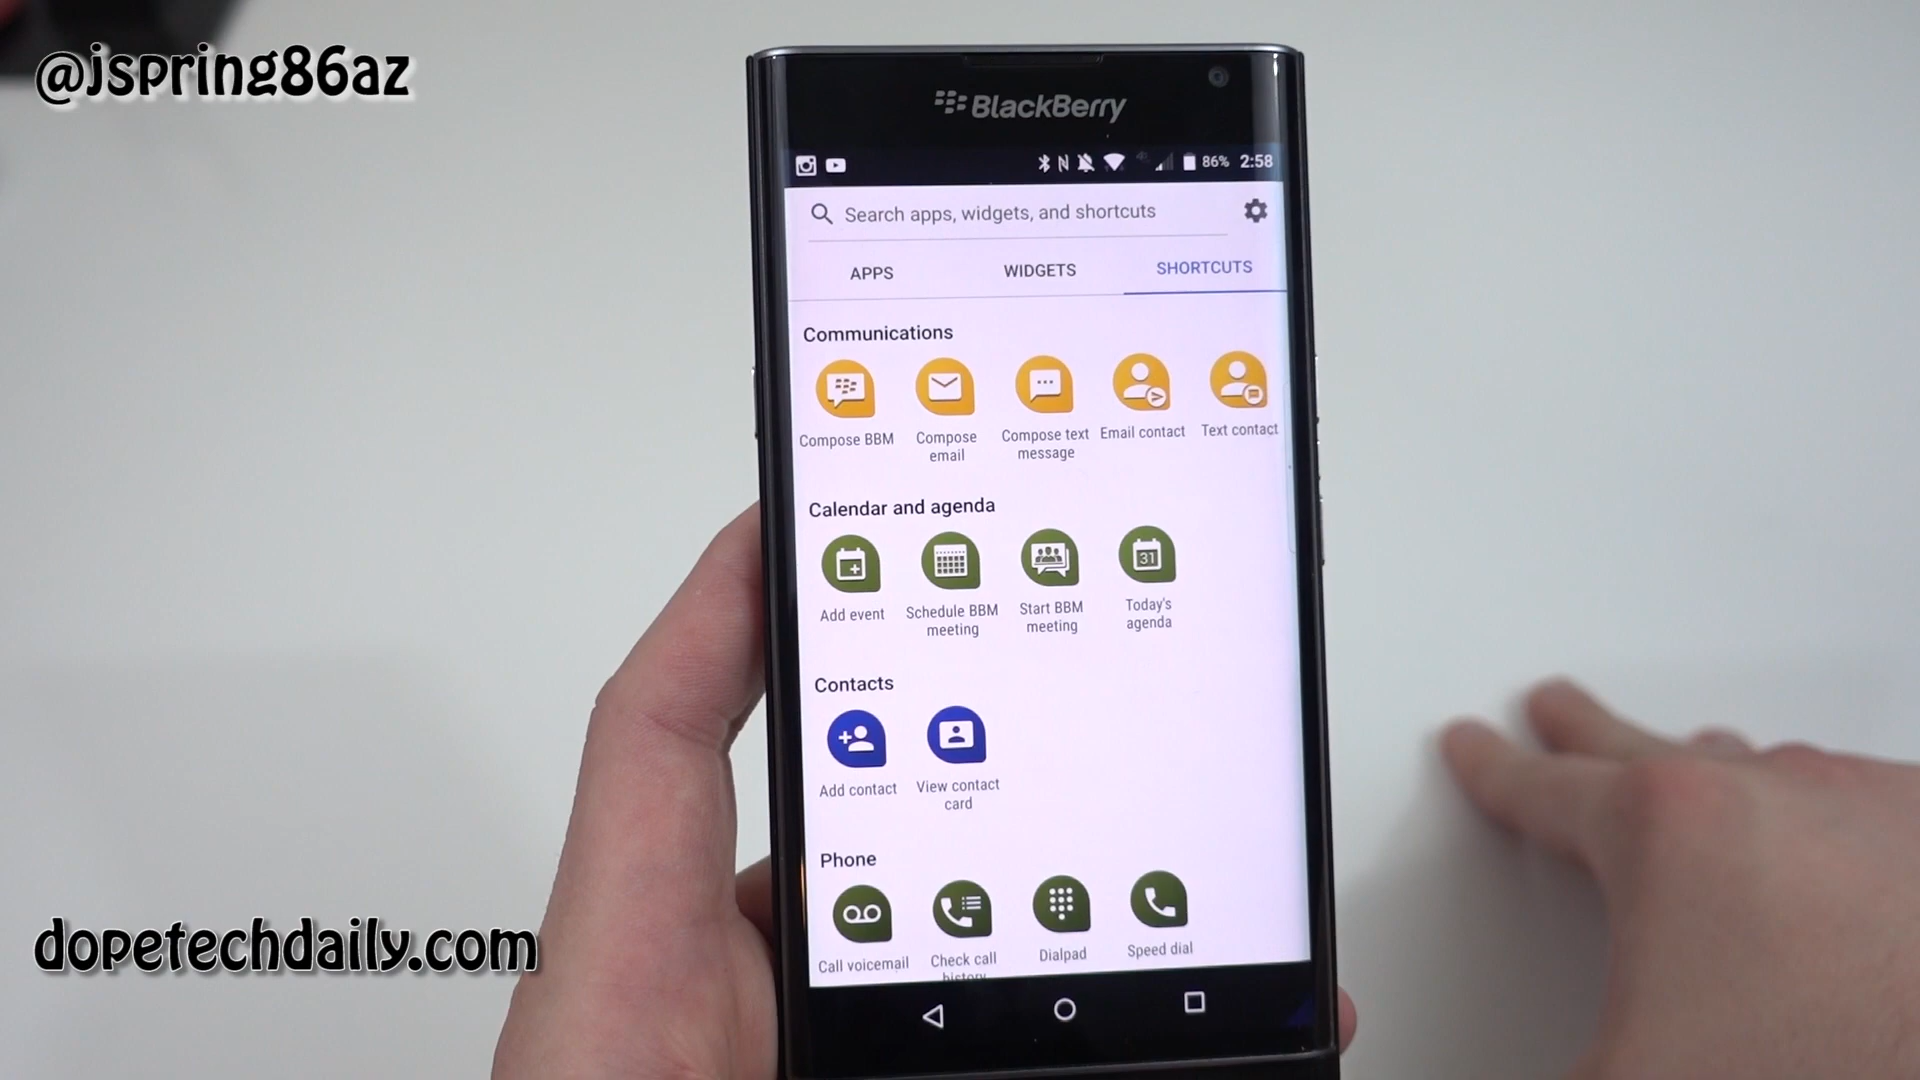 @jspring86az
BlackBerry
86% 2:58
Search apps, widgets, and shortcuts
APPS WIDGETS SHORTCUTS
Communications
Compose BBM
Compose
email
Compose text
message
Email contact
Text contact
Calendar and agenda
Add event
Schedule BBM
meeting
Start BBM
meeting
31
Today's
agenda
Contacts
Add contact
View contact
card
Phone
Call voicemail
Check call
history
Dialpad
Speed dial
dopetechdaily.com